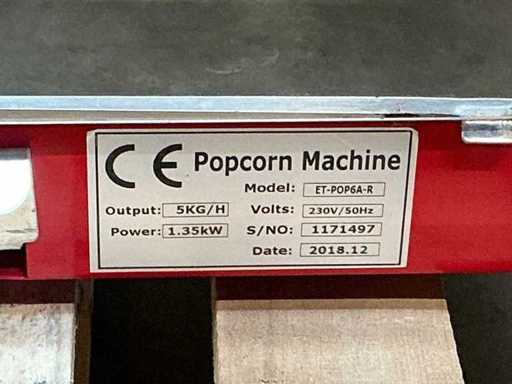 CE Popcorn Machine
Model: ET-POP6A-R
Output: 5KG/H Volts: 230V/50Hz
Power: 1.35kW S/NO: 1171497
Date: 2018.12